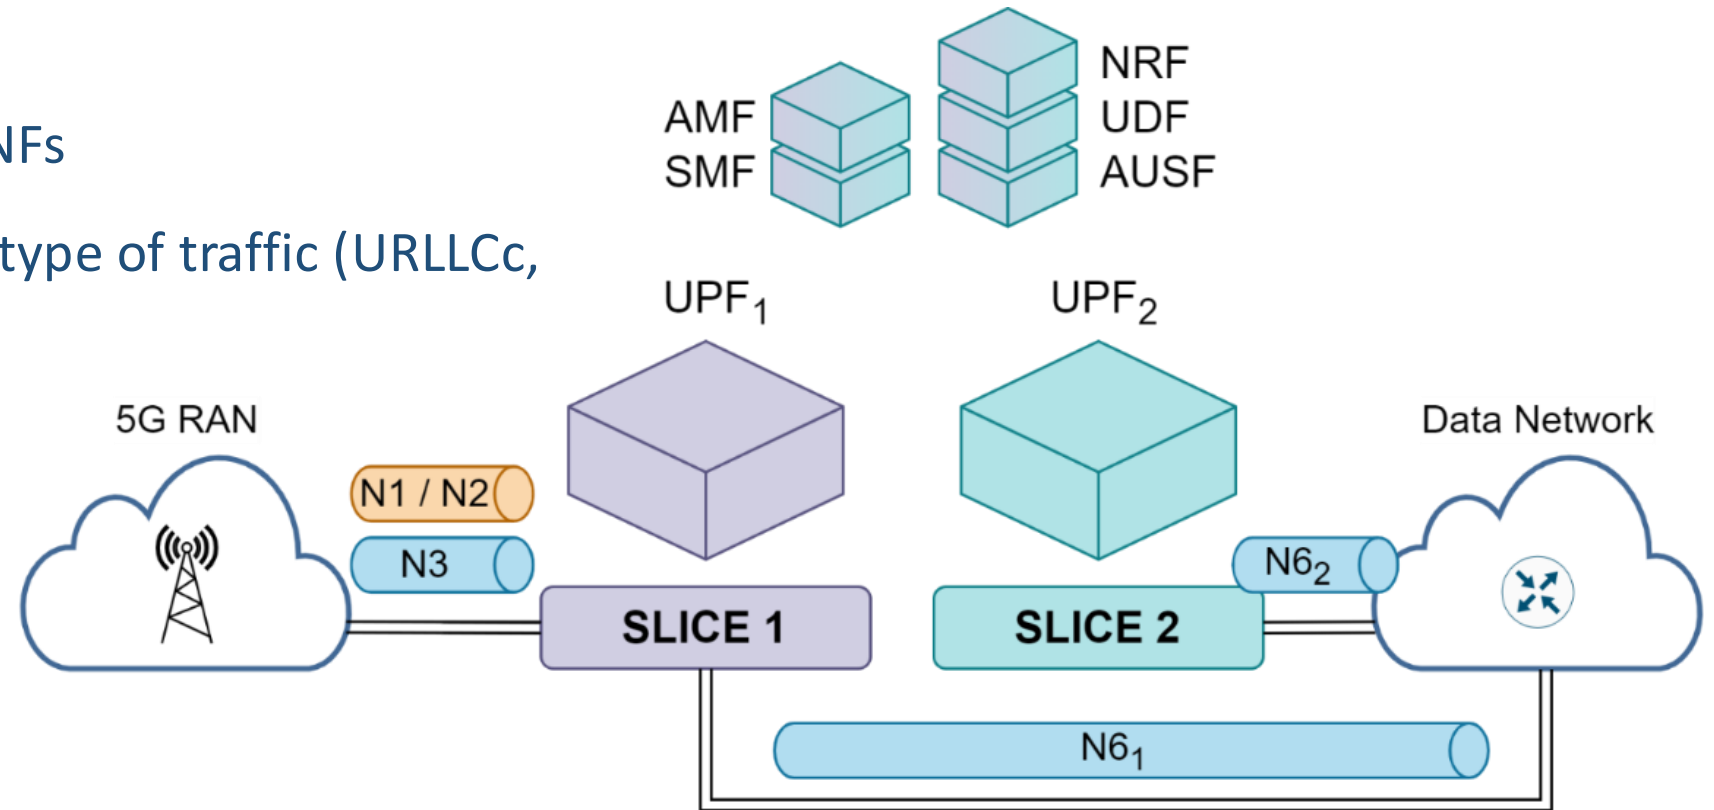 NFs
type of traffic (URLLCc,
AMF
SMF
NRF
UDF
AUSF
UPF1
UPF2
5G RAN
Data Network
N1 / N2
N3
N62
SLICE 1
SLICE 2
N61